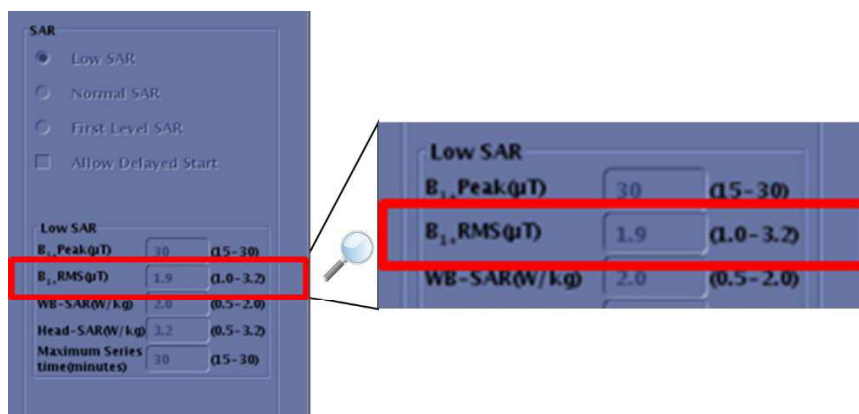 SAR
Low SAR
Normal SAR
First Level SAR
Allow Delayed Start
Low SAR
B₁₊Peak(μT) 30 (15-30)
B₁₊RMS(μT) 1.9 (1.0-3.2)
WB-SAR(W/kg) 2.0 (0.5-2.0)
Head-SAR(W/kg) 3.2 (0.5-3.2)
Maximum Series
time(minutes) 30 (15-30)
Low SAR
B₁₊Peak(μT) 30 (15-30)
B₁₊RMS(μT) 1.9 (1.0-3.2)
WB-SAR(W/kg) 2.0 (0.5-2.0)